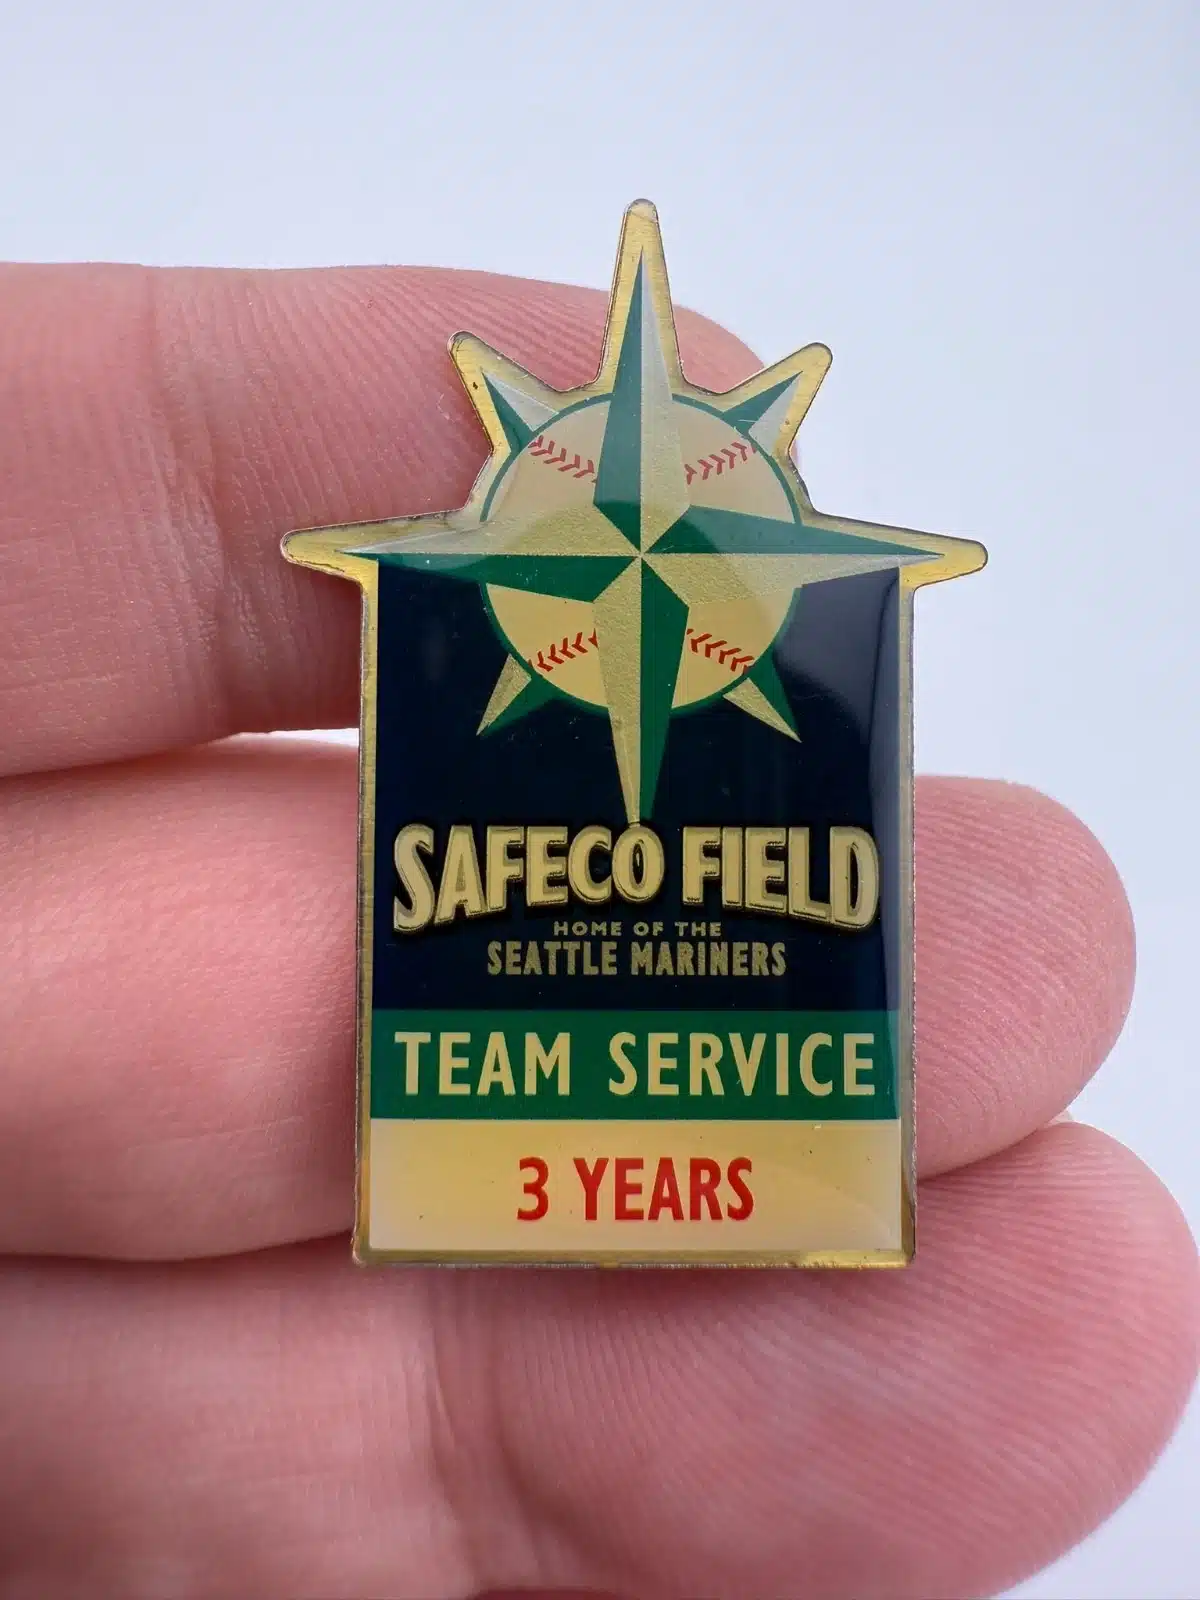 SAFECO FIELD
HOME OF THE
SEATTLE MARINERS
TEAM SERVICE
3 YEARS